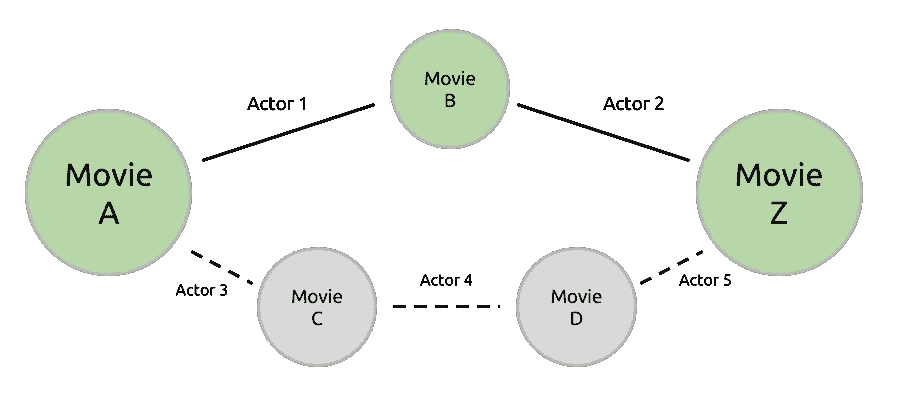 Movie
B
Actor 1
Actor 2
Movie
A
Movie
Z
Actor 3
Actor 4
Actor 5
Movie
C
Movie
D